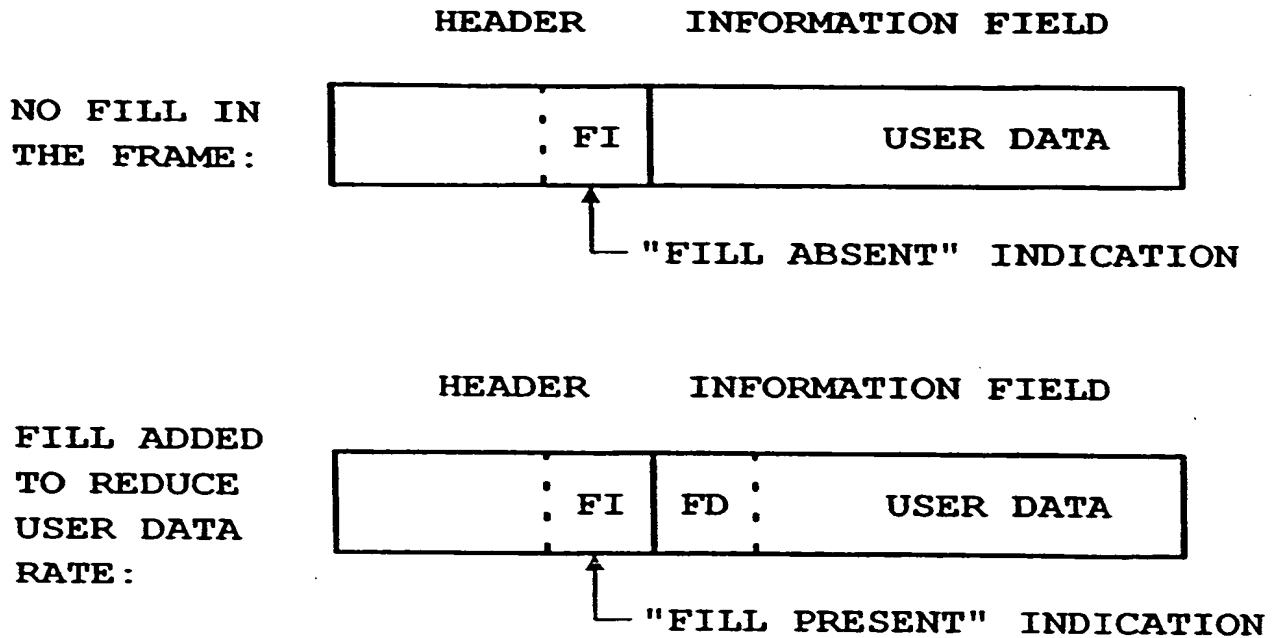 HEADER INFORMATION FIELD
NO FILL IN
THE FRAME:
FI USER DATA
"FILL ABSENT" INDICATION
HEADER INFORMATION FIELD
FILL ADDED
TO REDUCE
USER DATA
RATE:
FI FD USER DATA
"FILL PRESENT" INDICATION